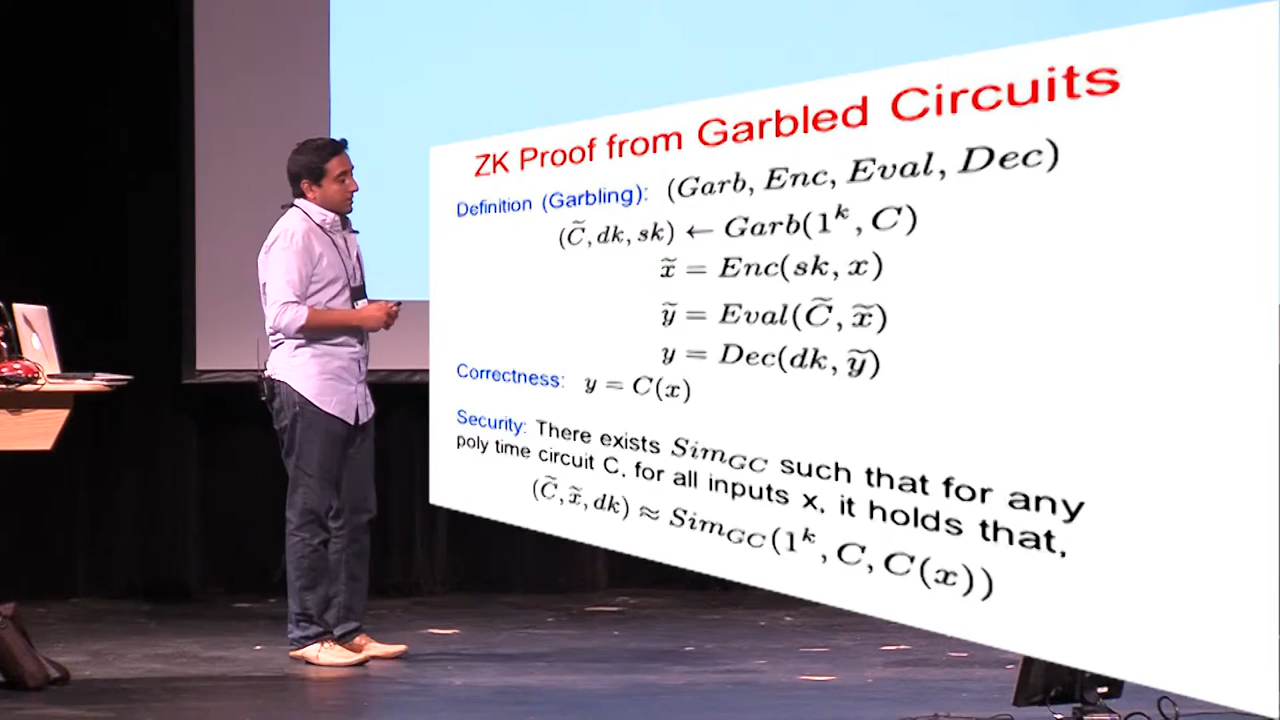 ZK Proof from Garbled Circuits
Definition (Garbling): (Garb, Enc, Eval, Dec)
(C̃, dk, sk) ← Garb(1^k, C)
x̃ = Enc(sk, x)
ỹ = Eval(C̃, x̃)
y = Dec(dk, ỹ)
Correctness: y = C(x)
Security: There exists Sim_GC such that for any
poly time circuit C, for all inputs x, it holds that,
(C̃, x̃, dk) ≈ Sim_GC(1^k, C, C(x))